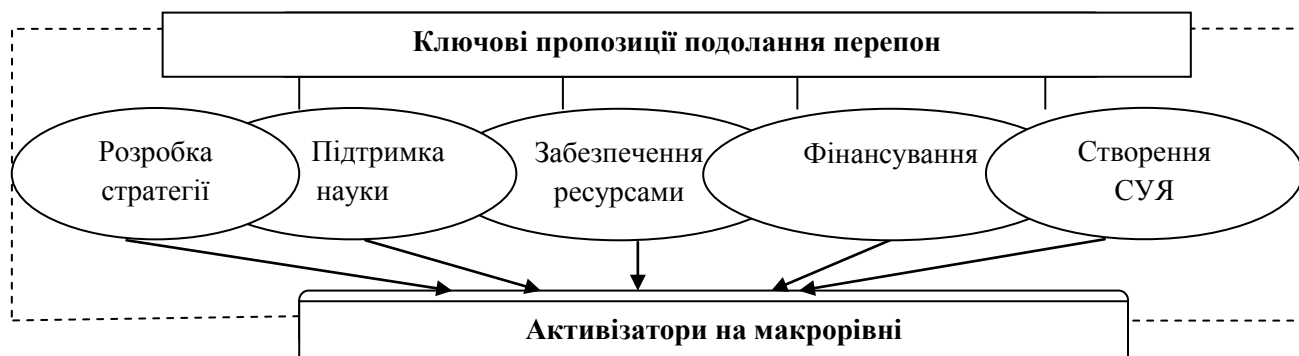 Ключові пропозиції подолання перепон
Розробка
стратегії
Підтримка
науки
Забезпечення
ресурсами
Фінансування
Створення
СУЯ
Активізатори на макрорівні